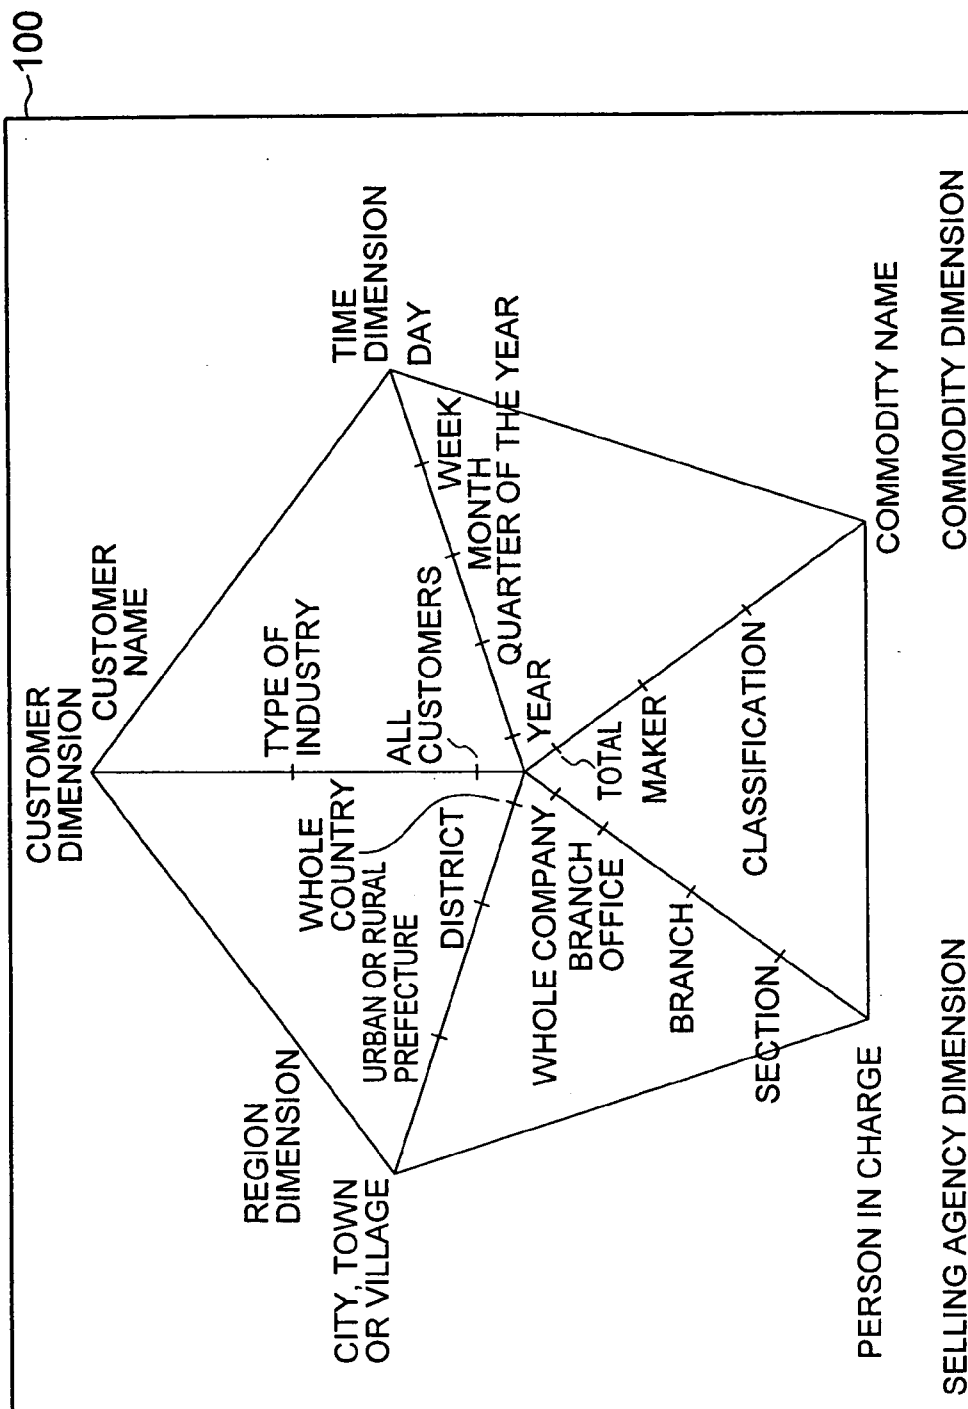 100
CUSTOMER
DIMENSION
CUSTOMER
NAME
TIME
DIMENSION
DAY
TYPE OF
INDUSTRY
ALL
CUSTOMERS
WEEK
MONTH
QUARTER OF THE YEAR
YEAR
REGION
DIMENSION
CITY, TOWN
OR VILLAGE
WHOLE
COUNTRY
URBAN OR RURAL
PREFECTURE
DISTRICT
WHOLE COMPANY
BRANCH
OFFICE
BRANCH
SECTION
PERSON IN CHARGE
SELLING AGENCY DIMENSION
TOTAL
MAKER
CLASSIFICATION
COMMODITY NAME
COMMODITY DIMENSION